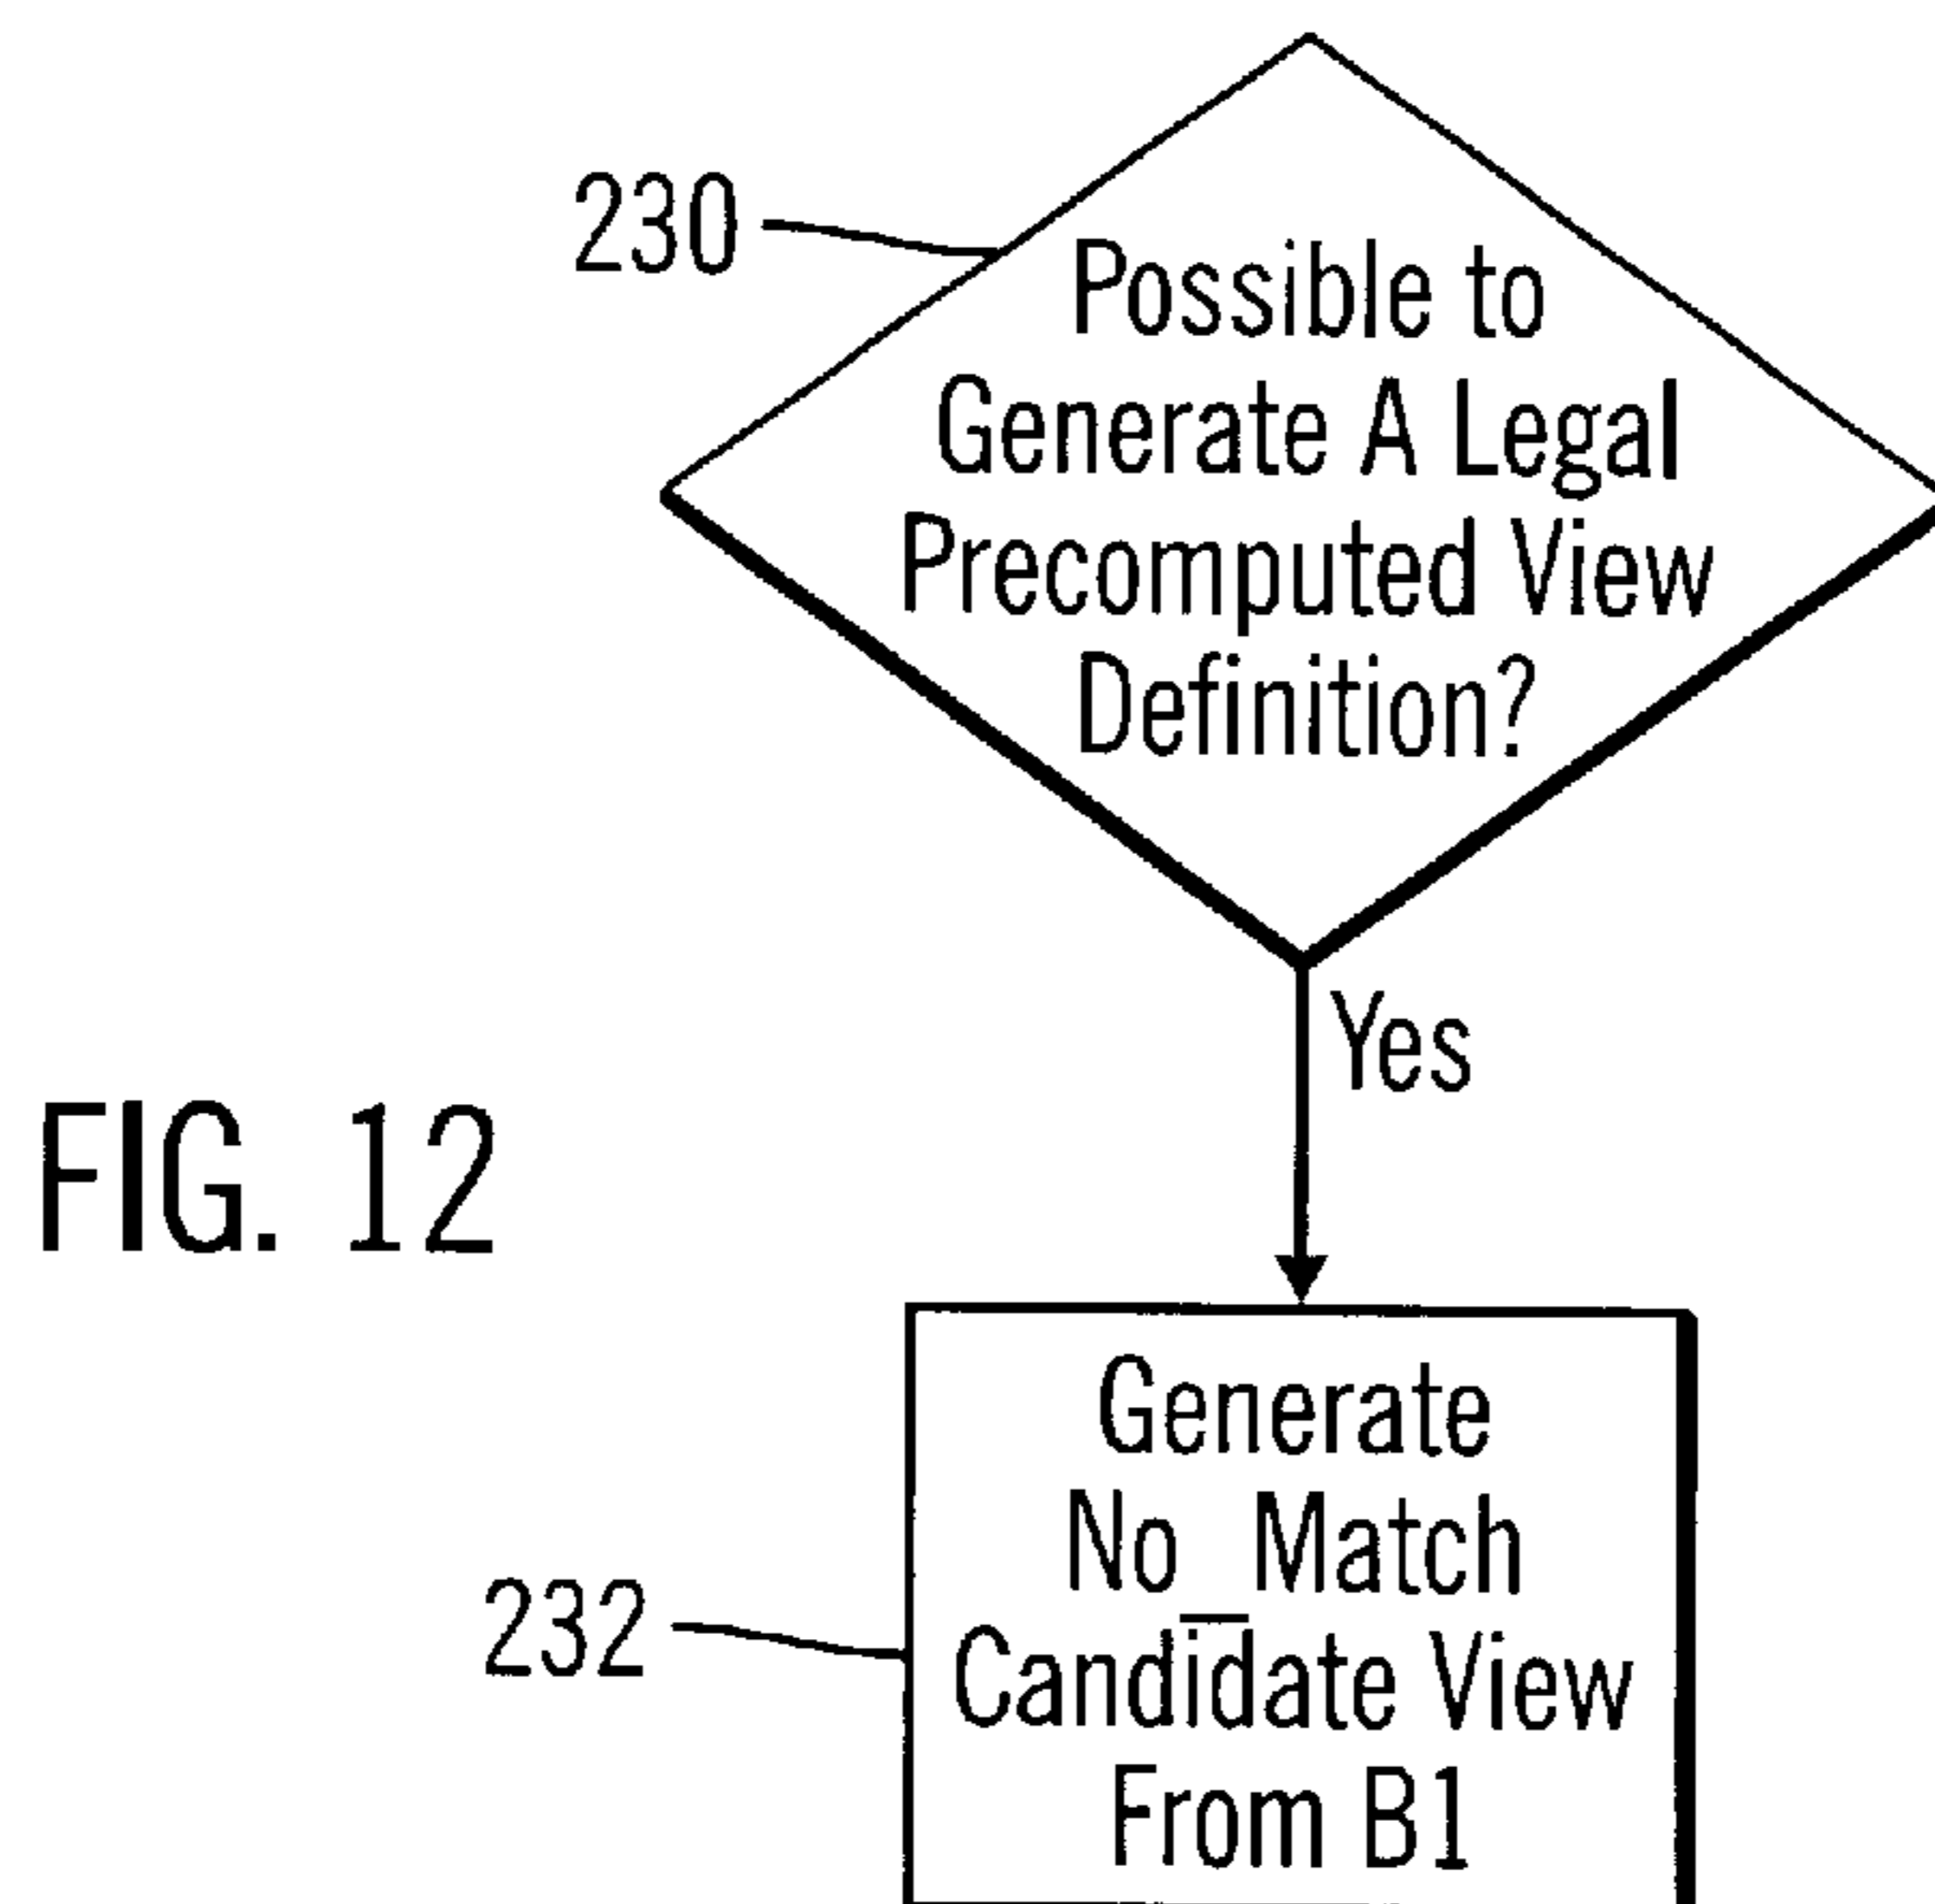 230
Possible to
Generate A Legal
Precomputed View
Definition?
Yes
FIG. 12
Generate
No_Match
232
Candidate View
From B1